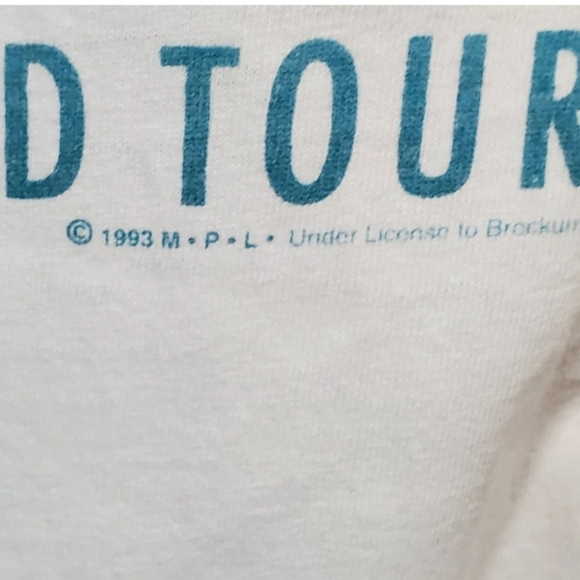 D TOUR
© 1993 M • P • L • Under License to Brockum